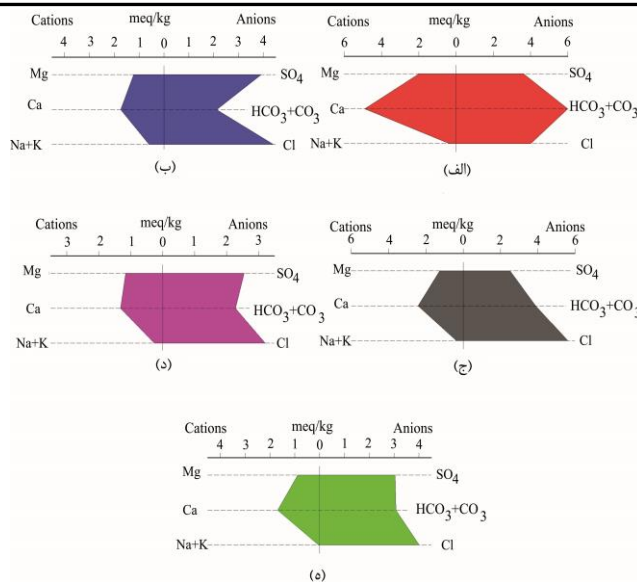 Cations meq/kg Anions
4 3 2 1 0 1 2 3 4
Mg SO4
Ca HCO3+CO3
Na+K Cl
(ب)
Cations meq/kg Anions
6 4 2 0 2 4 6
Mg SO4
Ca HCO3+CO3
Na+K Cl
(الف)
Cations meq/kg Anions
3 2 1 0 1 2 3
Mg SO4
Ca HCO3+CO3
Na+K Cl
(د)
Cations meq/kg Anions
6 4 2 0 2 4 6
Mg SO4
Ca HCO3+CO3
Na+K Cl
(ج)
Cations meq/kg Anions
4 3 2 1 0 1 2 3 4
Mg SO4
Ca HCO3+CO3
Na+K Cl
(ه)